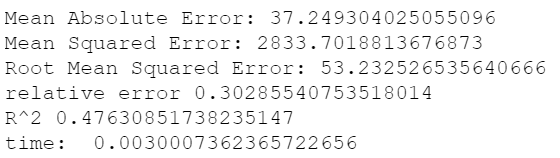 Mean Absolute Error: 37.249304025055096
Mean Squared Error: 2833.7018813676873
Root Mean Squared Error: 53.232526535640666
relative error 0.30285540753518014
R^2 0.47630851738235147
time:  0.0030007362365722656